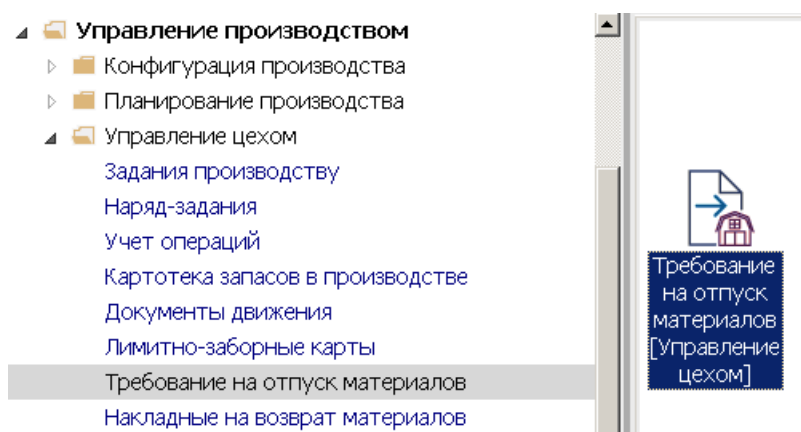 Управление производством
Конфигурация производства
Планирование производства
Управление цехом
Задания производству
Наряд-задания
Учет операций
Картотека запасов в производстве
Документы движения
Лимитно-заборные карты
Требование на отпуск материалов
Накладные на возврат материалов
Требование
на отпуск
материалов
[Управление
цехом]